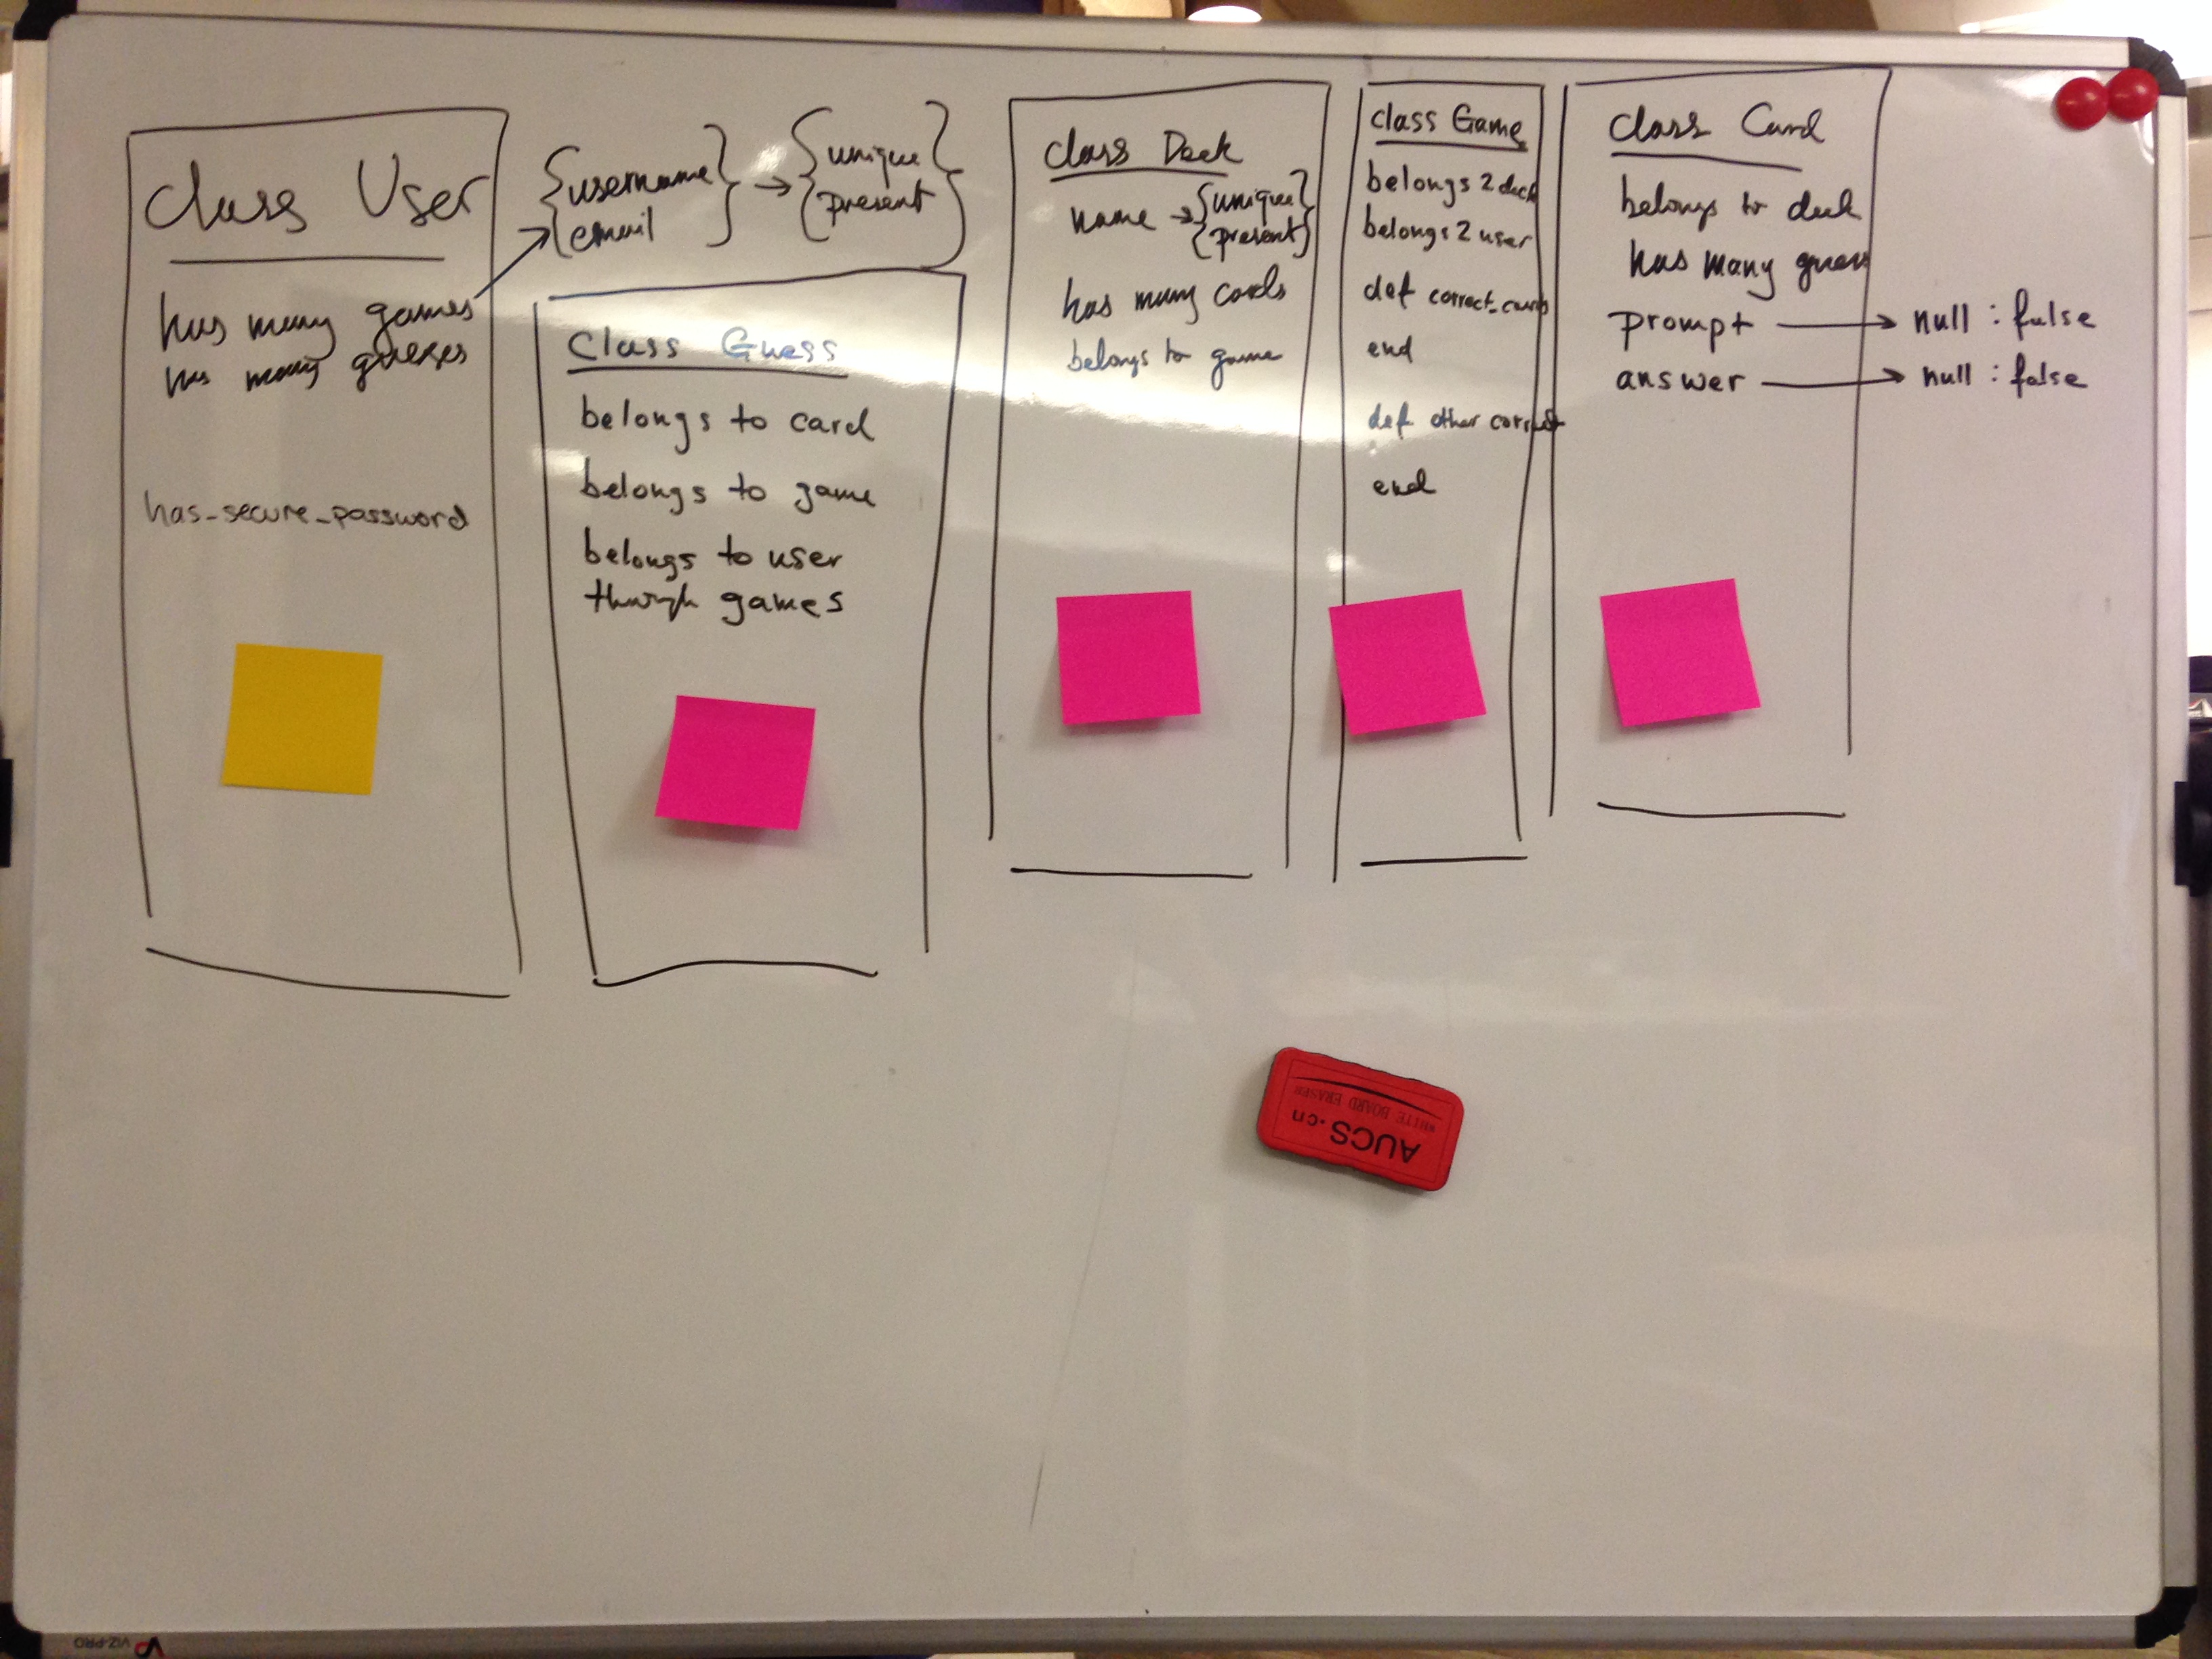 class User
has many games
has many guesses
has_secure_password
{username
{email
}
→
{unique
{present
}
class Guess
belongs to card
belongs to game
belongs to user
through games
class Deck
name → {unique}
{present}
has many cards
belongs to game
class Game
belongs 2 deck
belongs 2 user
def correct_cards
end
def other correct
end
class Card
belongs to deck
has many guess
prompt → null : false
answer → null : false
AUCS.cn
WHITE BOARD ERASER
VIZ-PRO